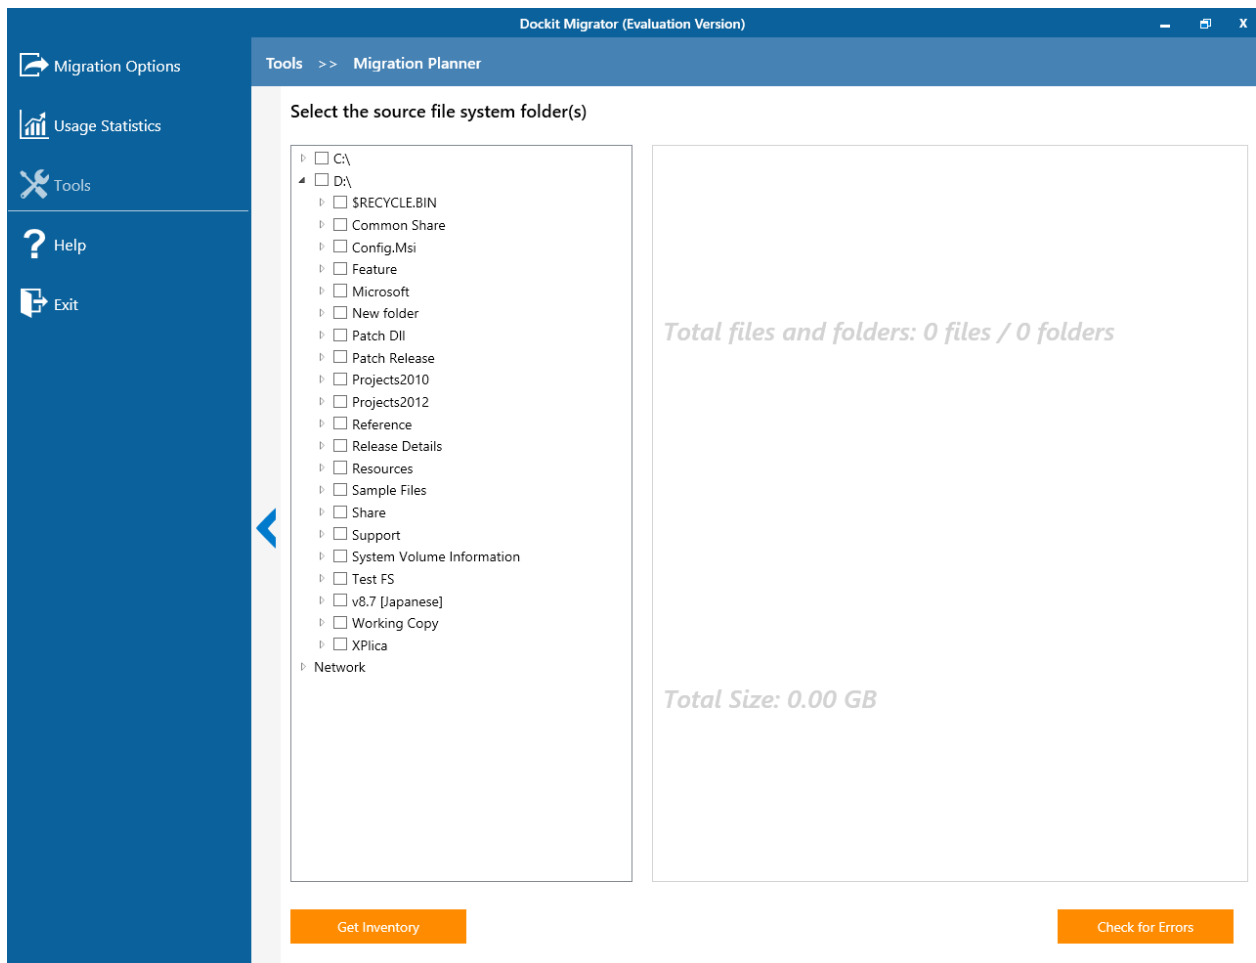 Dockit Migrator (Evaluation Version)
Migration Options
Usage Statistics
Tools
Help
Exit
Tools >> Migration Planner
Select the source file system folder(s)
C:\
D:\
$RECYCLE.BIN
Common Share
Config.Msi
Feature
Microsoft
New folder
Patch Dll
Patch Release
Projects2010
Projects2012
Reference
Release Details
Resources
Sample Files
Share
Support
System Volume Information
Test FS
v8.7 [Japanese]
Working Copy
XPlica
Network
Total files and folders: 0 files / 0 folders
Total Size: 0.00 GB
Get Inventory
Check for Errors